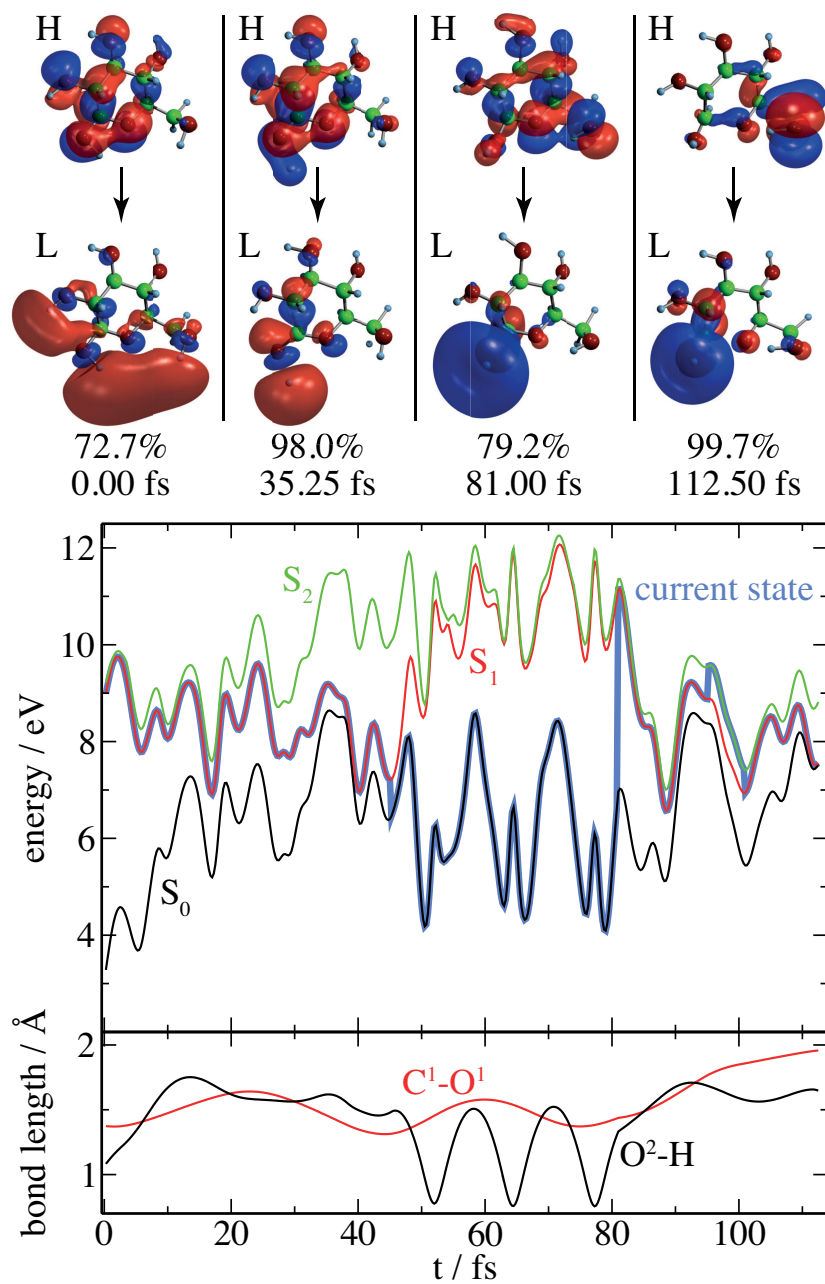 H H H H
L L L L
72.7% 98.0% 79.2% 99.7%
0.00 fs 35.25 fs 81.00 fs 112.50 fs
12
S₂
current state
10
S₁
8
6
S₀
4
energy / eV
2
C¹-O¹
O²-H
1
bond length / Å
0 20 40 60 80 100
t / fs